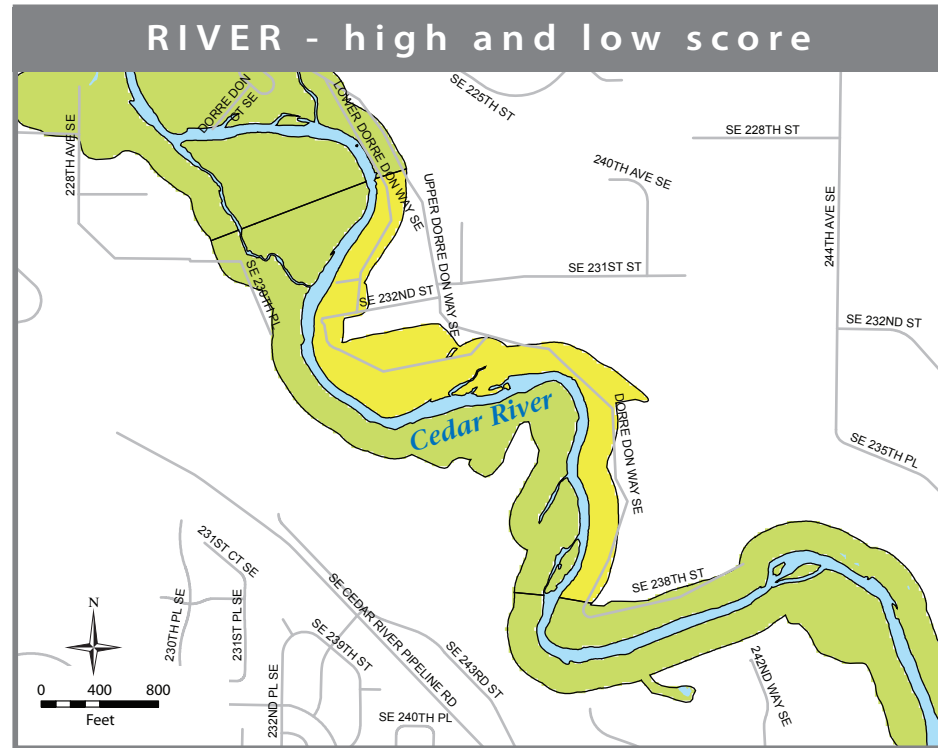 RIVER - high and low score
SE 225TH ST
DORRE DON
CT SE
LOWER DORRE DON WAY SE
228TH AVE SE
SE 228TH ST
240TH AVE SE
UPPER DORRE DON WAY SE
244TH AVE SE
SE 231ST ST
SE 230TH PL
SE 232ND ST
SE 232ND ST
Cedar River
DORRE DON WAY SE
SE 235TH PL
231ST CT SE
SE CEDAR RIVER PIPELINE RD
SE 238TH ST
230TH PL SE
231ST PL SE
SE 239TH ST
SE 243RD ST
232ND PL SE
242ND WAY SE
SE 240TH PL
N
0 400 800
Feet